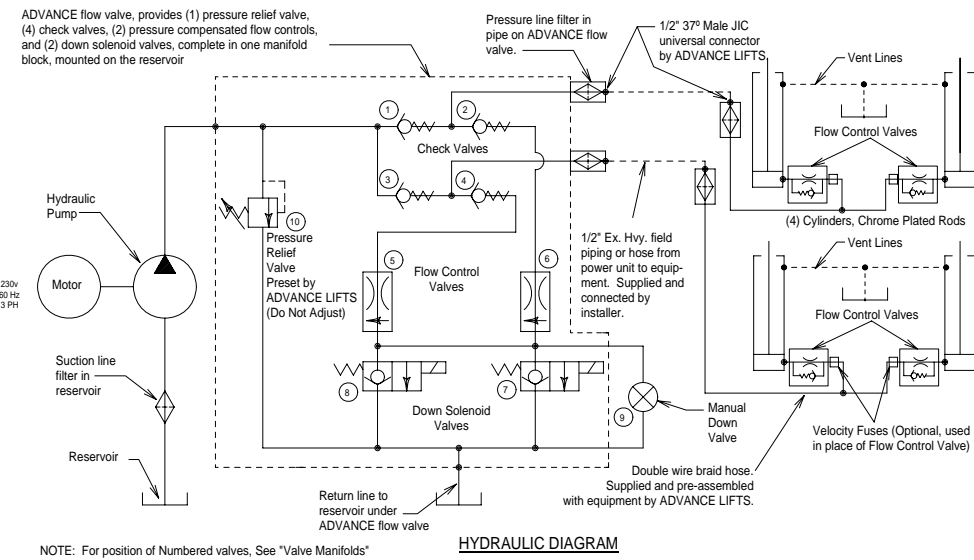 ADVANCE flow valve, provides (1) pressure relief valve,
(4) check valves, (2) pressure compensated flow controls,
and (2) down solenoid valves, complete in one manifold
block, mounted on the reservoir
Pressure line filter in
pipe on ADVANCE flow
valve.
1/2" 37º Male JIC
universal connector
by ADVANCE LIFTS
Vent Lines
1
2
Check Valves
3
4
Flow Control Valves
(4) Cylinders, Chrome Plated Rods
Hydraulic
Pump
10
Pressure
Relief
Valve
Preset by
ADVANCE LIFTS
(Do Not Adjust)
5
Flow Control
Valves
6
1/2" Ex. Hvy. field
piping or hose from
power unit to equip-
ment. Supplied and
connected by
installer.
Vent Lines
Flow Control Valves
230v
60 Hz
3 PH
Motor
Suction line
filter in
reservoir
8
7
Down Solenoid
Valves
9
Manual
Down
Valve
Velocity Fuses (Optional, used
in place of Flow Control Valve)
Reservoir
Double wire braid hose.
Supplied and pre-assembled
with equipment by ADVANCE LIFTS.
Return line to
reservoir under
ADVANCE flow valve
NOTE: For position of Numbered valves, See "Valve Manifolds"
HYDRAULIC DIAGRAM